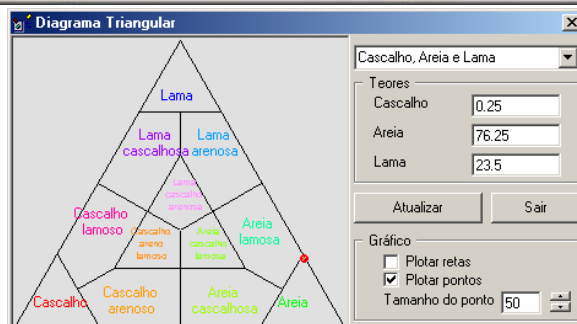 Diagrama Triangular
Cascalho, Areia e Lama
Teores
Cascalho 0.25
Areia 76.25
Lama 23.5
Atualizar Sair
Gráfico
Plotar retas
Plotar pontos
Tamanho do ponto 50
Lama
Lama
cascalhosa
Lama
arenosa
Lama
cascalho
arenosa
Cascalho
lamoso
Cascalho
areno
lamoso
Areia
cascalho
lamosa
Areia
lamosa
Cascalho
Cascalho
arenoso
Areia
cascalhosa
Areia